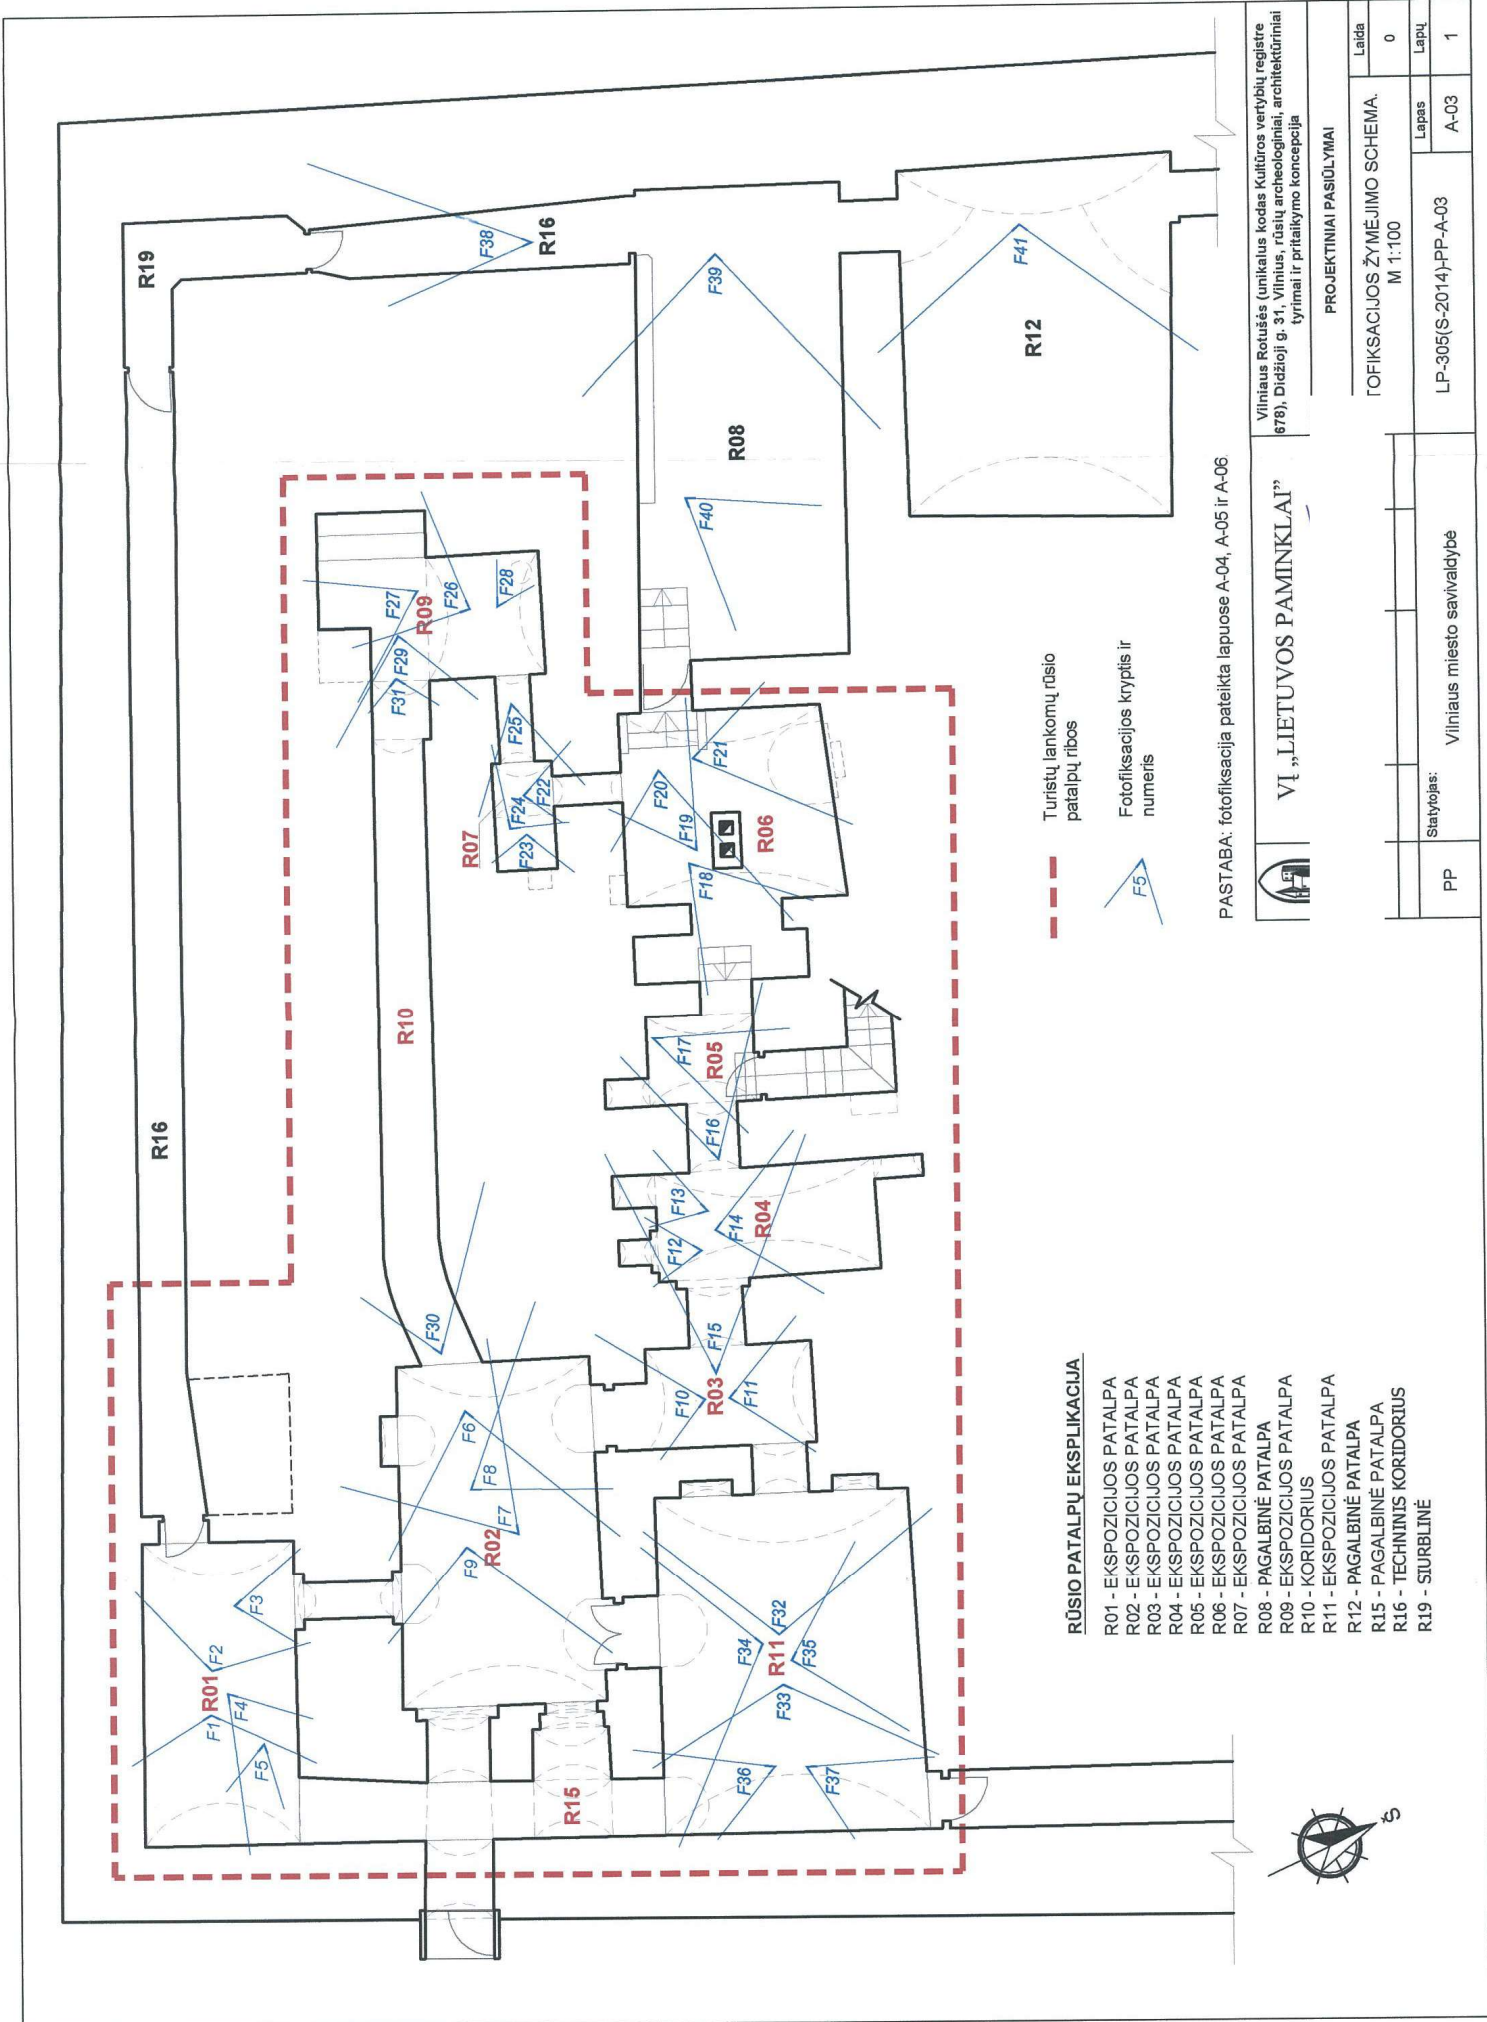 R19
R16
R16
F38
R01
F1
F2
F3
F4
F5
R10
F27
F26
F28
R09
F29
F31
F25
F24
F22
F23
R07
F30
F6
F8
F7
F9
R02
R08
F39
F40
R12
F41
F21
F20
F19
F18
R06
F17
R05
F16
F13
F12
F14
R04
F15
R03
F10
F11
F34
F32
R11
F35
F33
F36
F37
R15
Turistų lankomų rūsio
patalpų ribos
F5
Fotofiksacijos kryptis ir
numeris
PASTABA: fotofiksacija pateikta lapuose A-04, A-05 ir A-06.
RŪSIO PATALPŲ EKSPLIKACIJA
R01 - EKSPOZICIJOS PATALPA
R02 - EKSPOZICIJOS PATALPA
R03 - EKSPOZICIJOS PATALPA
R04 - EKSPOZICIJOS PATALPA
R05 - EKSPOZICIJOS PATALPA
R06 - EKSPOZICIJOS PATALPA
R07 - EKSPOZICIJOS PATALPA
R08 - PAGALBINĖ PATALPA
R09 - EKSPOZICIJOS PATALPA
R10 - KORIDORIUS
R11 - EKSPOZICIJOS PATALPA
R12 - PAGALBINĖ PATALPA
R15 - PAGALBINĖ PATALPA
R16 - TECHNINIS KORIDORIUS
R19 - SIURBLINĖ
Š
VĮ „LIETUVOS PAMINKLAI”
Vilniaus Rotušės (unikalus kodas Kultūros vertybių registre
678), Didžioji g. 31, Vilnius, rūsių archeologiniai, architektūriniai
tyrimai ir pritaikymo koncepcija
PROJEKTINIAI PASIŪLYMAI
TOFIKSACIJOS ŽYMĖJIMO SCHEMA.
M 1:100
Laida
0
PP
Statytojas:
Vilniaus miesto savivaldybė
LP-305(S-2014)-PP-A-03
Lapas
Lapų
A-03
1